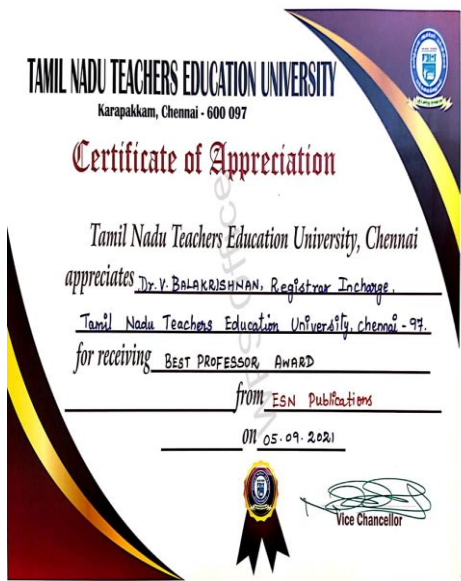 TAMIL NADU TEACHERS EDUCATION UNIVERSITY
Karapakkam, Chennai - 600 097
Certificate of Appreciation
Tamil Nadu Teachers Education University, Chennai
appreciates Dr. V. BALAKRISHNAN, Registrar Incharge,
Tamil Nadu Teachers Education University, chennai - 97.
for receiving BEST PROFESSOR AWARD
from ESN Publications
on 05.09.2021
Vice Chancellor
WPS Office